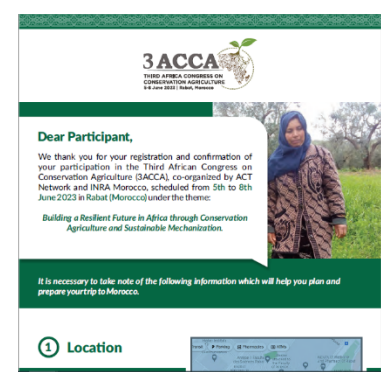 3 ACCA
THIRD AFRICA CONGRESS ON
CONSERVATION AGRICULTURE
5-8 June 2023 | Rabat, Morocco
Dear Participant,
We thank you for your registration and confirmation of
your participation in the Third African Congress on
Conservation Agriculture (3ACCA), co-organized by ACT
Network and INRA Morocco, scheduled from 5th to 8th
June 2023 in Rabat (Morocco) under the theme:
Building a Resilient Future in Africa through Conservation
Agriculture and Sustainable Mechanization.
It is necessary to take note of the following information which will help you plan and
prepare your trip to Morocco.
1 Location